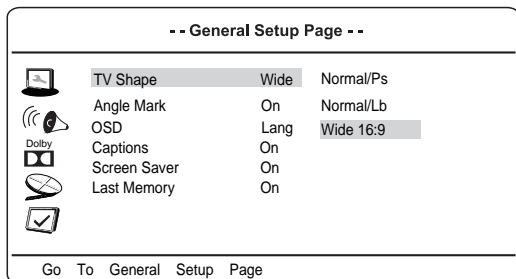 - - General Setup Page - -
TV Shape Wide Normal/Ps
Angle Mark On Normal/Lb
OSD Lang Wide 16:9
Captions On
Screen Saver On
Last Memory On
Dolby
Go To General Setup Page